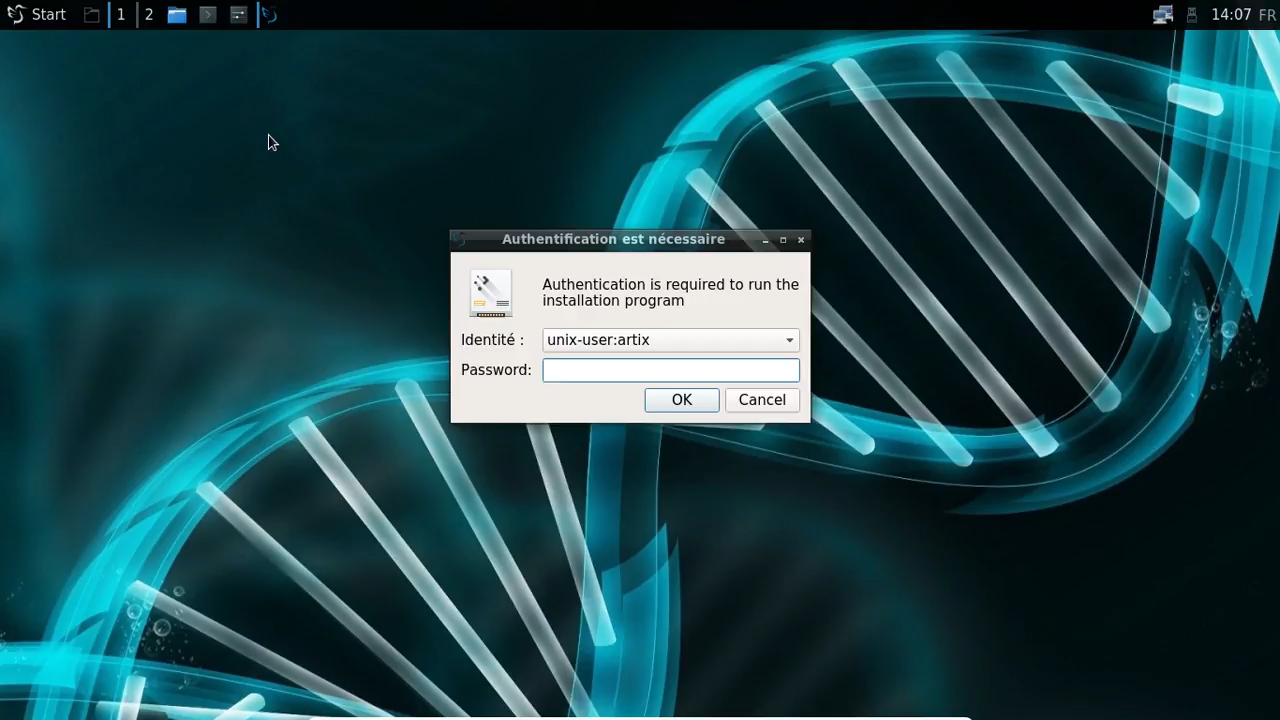 Start 1 2 14:07 FR
Authentification est nécessaire
Authentication is required to run the
installation program
Identité : unix-user:artix
Password:
OK Cancel